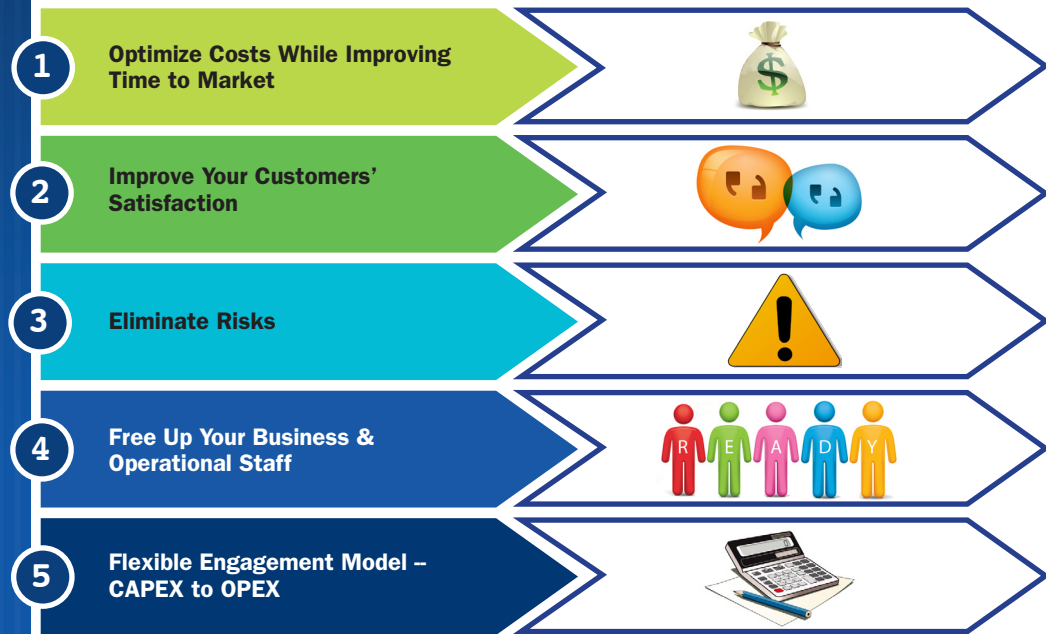 1
Optimize Costs While Improving
Time to Market
$
2
Improve Your Customers’
Satisfaction
3
Eliminate Risks
!
4
Free Up Your Business &
Operational Staff
R E A D Y
5
Flexible Engagement Model --
CAPEX to OPEX